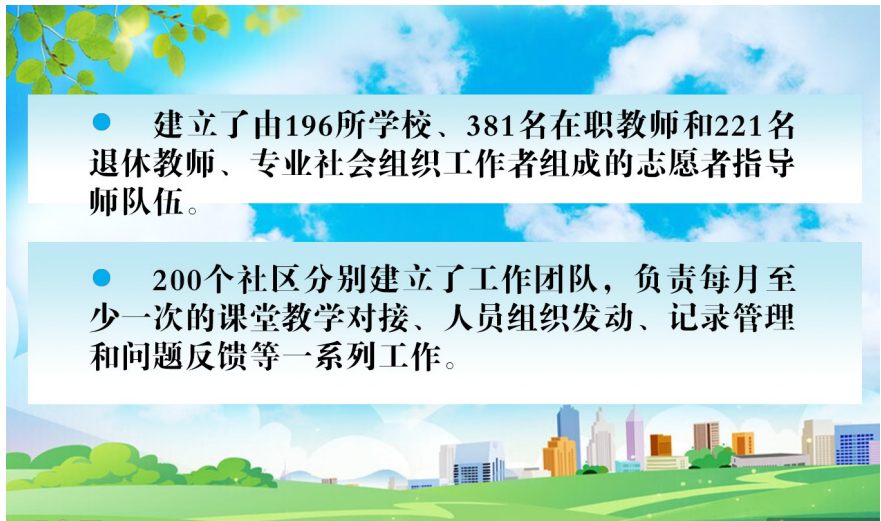 ● 建立了由196所学校、381名在职教师和221名
退休教师、专业社会组织工作者组成的志愿者指导
师队伍。
● 200个社区分别建立了工作团队，负责每月至
少一次的课堂教学对接、人员组织发动、记录管理
和问题反馈等一系列工作。